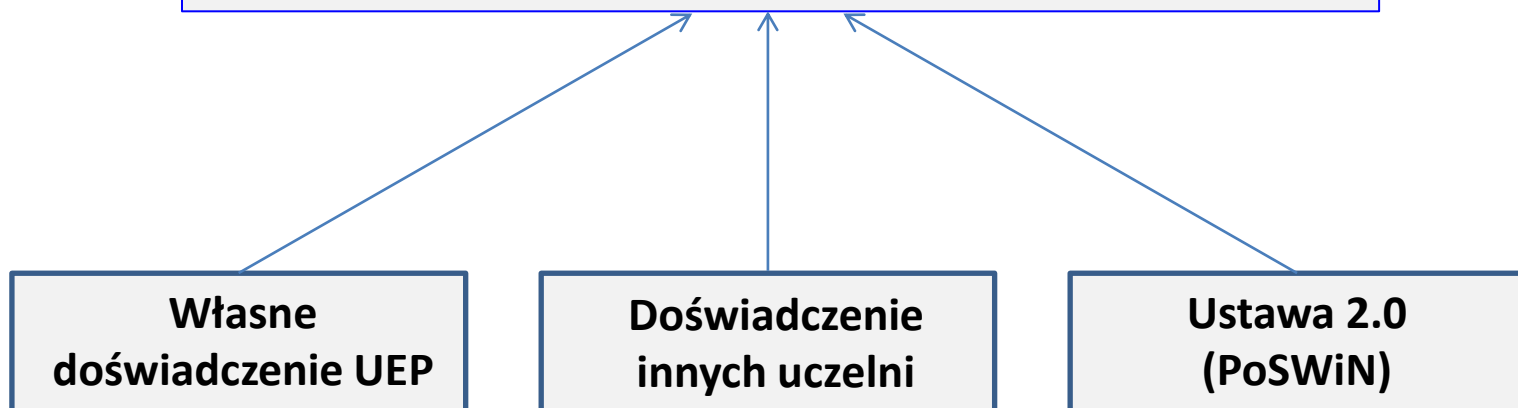 Własne
doświadczenie UEP
Doświadczenie
innych uczelni
Ustawa 2.0
(PoSWiN)